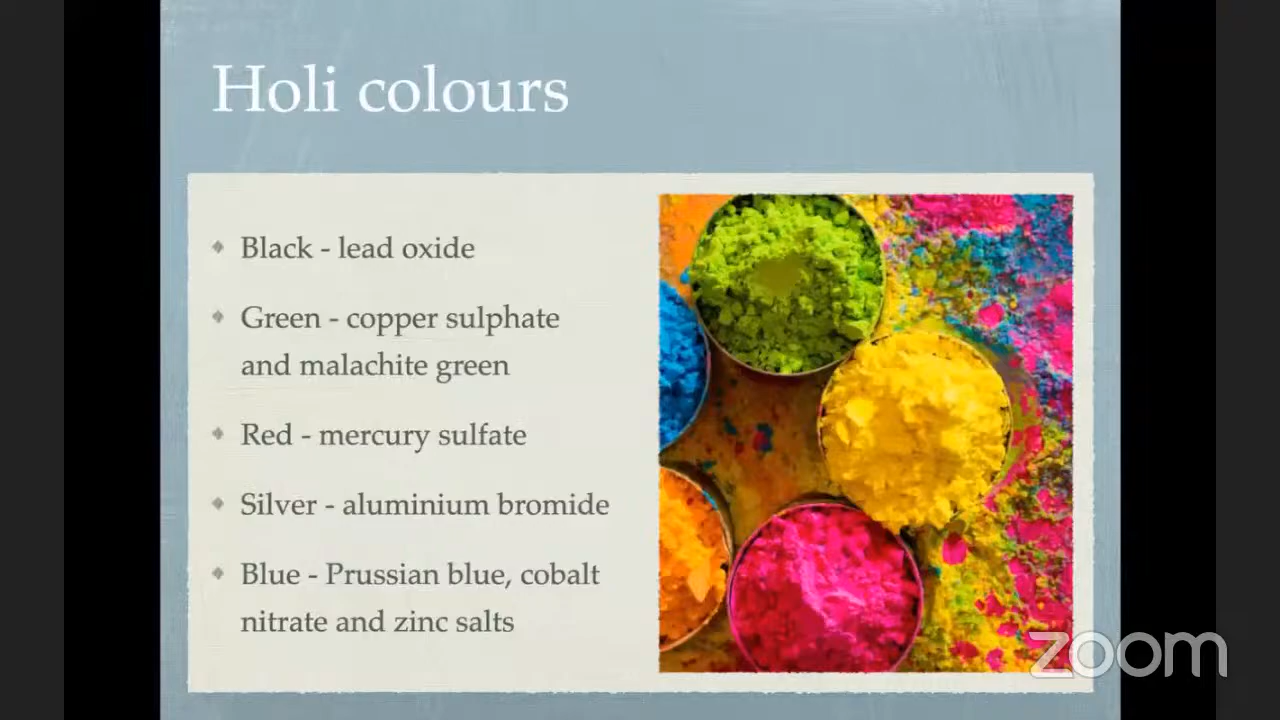 Holi colours
Black - lead oxide
Green - copper sulphate
and malachite green
Red - mercury sulfate
Silver - aluminium bromide
Blue - Prussian blue, cobalt
nitrate and zinc salts
zoom